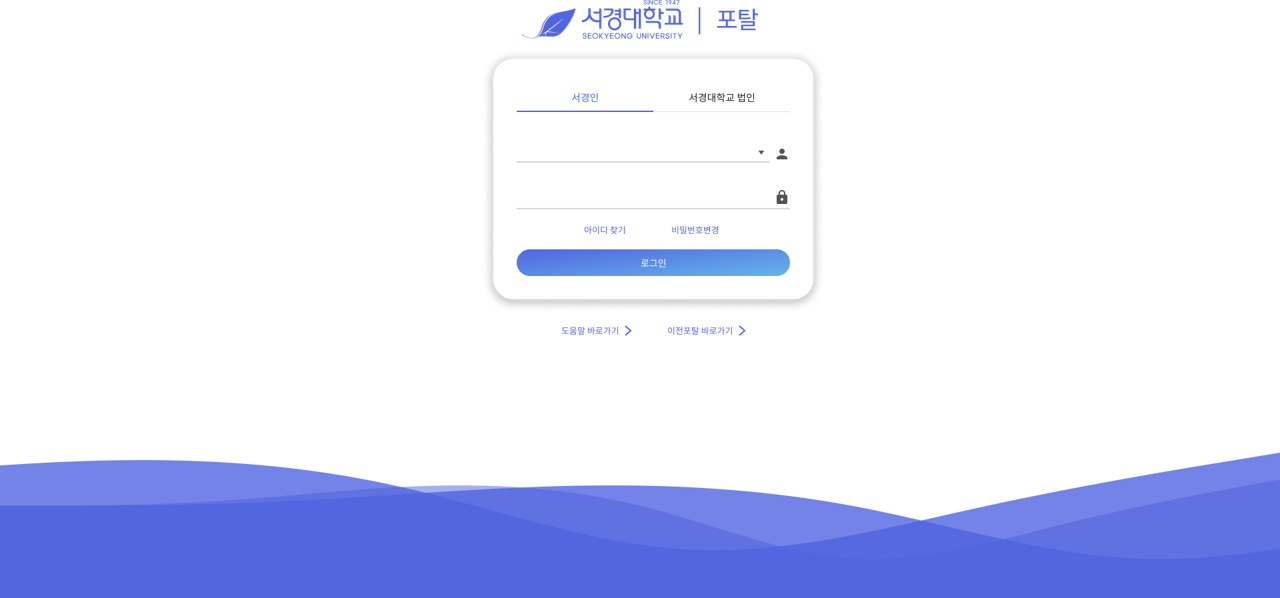 SINCE 1947
서경대학교 | 포탈
SEOKYEONG UNIVERSITY
서경인
서경대학교 법인
아이디 찾기
비밀번호변경
로그인
도움말 바로가기
이전포탈 바로가기